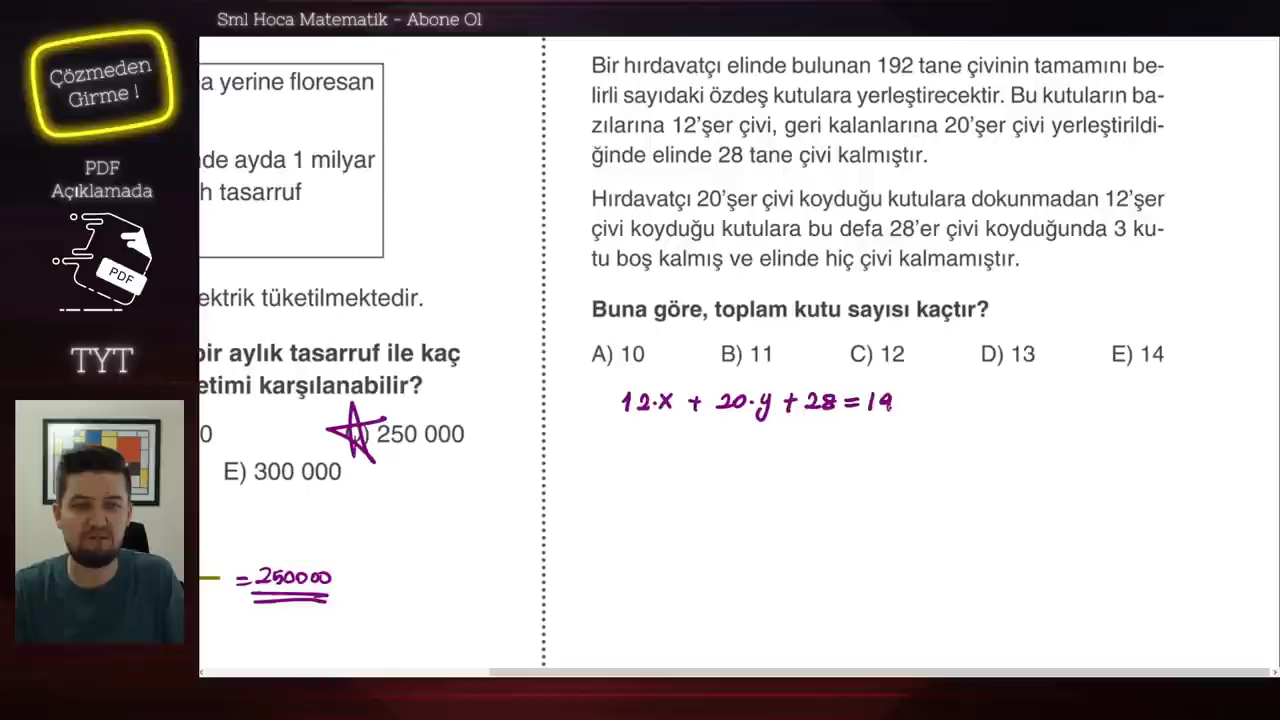 Sml Hoca Matematik - Abone Ol
Çözmeden
Girme !
PDF
Açıklamada
PDF
TYT
a yerine floresan
de ayda 1 milyar
h tasarruf
ektrik tüketilmektedir.
bir aylık tasarruf ile kaç
etimi karşılanabilir?
0
250 000
E) 300 000
= 250000
Bir hırdavatçı elinde bulunan 192 tane çivinin tamamını be-
lirli sayıdaki özdeş kutulara yerleştirecektir. Bu kutuların ba-
zılarına 12'şer çivi, geri kalanlarına 20'şer çivi yerleştirildi-
ğinde elinde 28 tane çivi kalmıştır.
Hırdavatçı 20'şer çivi koyduğu kutulara dokunmadan 12'şer
çivi koyduğu kutulara bu defa 28'er çivi koyduğunda 3 ku-
tu boş kalmış ve elinde hiç çivi kalmamıştır.
Buna göre, toplam kutu sayısı kaçtır?
A) 10 B) 11 C) 12 D) 13 E) 14
12·x + 20·y + 28 = 19